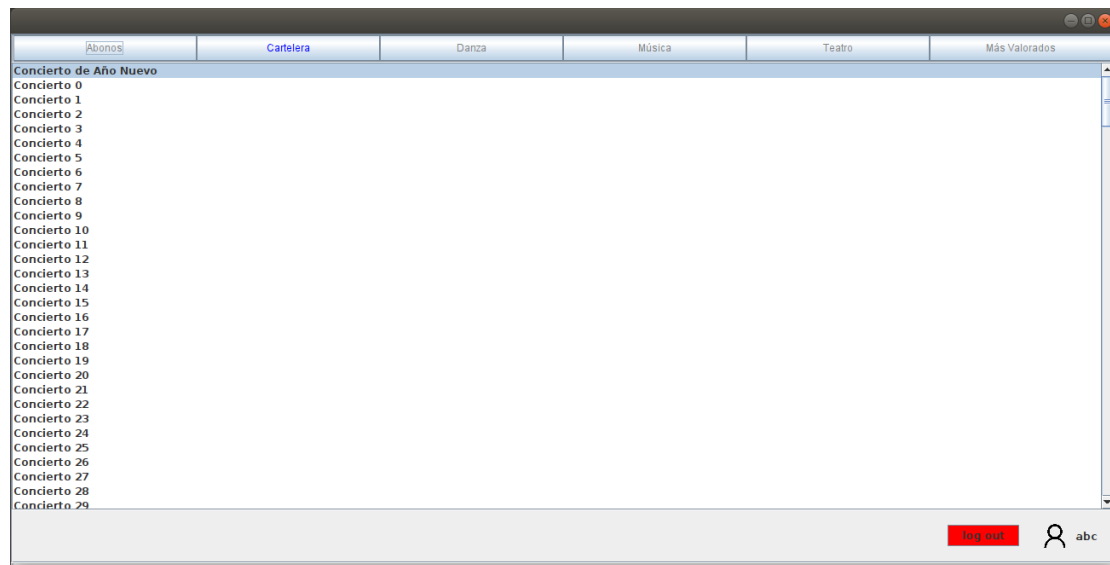 Abonos Cartelera Danza Música Teatro Más Valorados
Concierto de Año Nuevo
Concierto 0
Concierto 1
Concierto 2
Concierto 3
Concierto 4
Concierto 5
Concierto 6
Concierto 7
Concierto 8
Concierto 9
Concierto 10
Concierto 11
Concierto 12
Concierto 13
Concierto 14
Concierto 15
Concierto 16
Concierto 17
Concierto 18
Concierto 19
Concierto 20
Concierto 21
Concierto 22
Concierto 23
Concierto 24
Concierto 25
Concierto 26
Concierto 27
Concierto 28
Concierto 29
log out abc